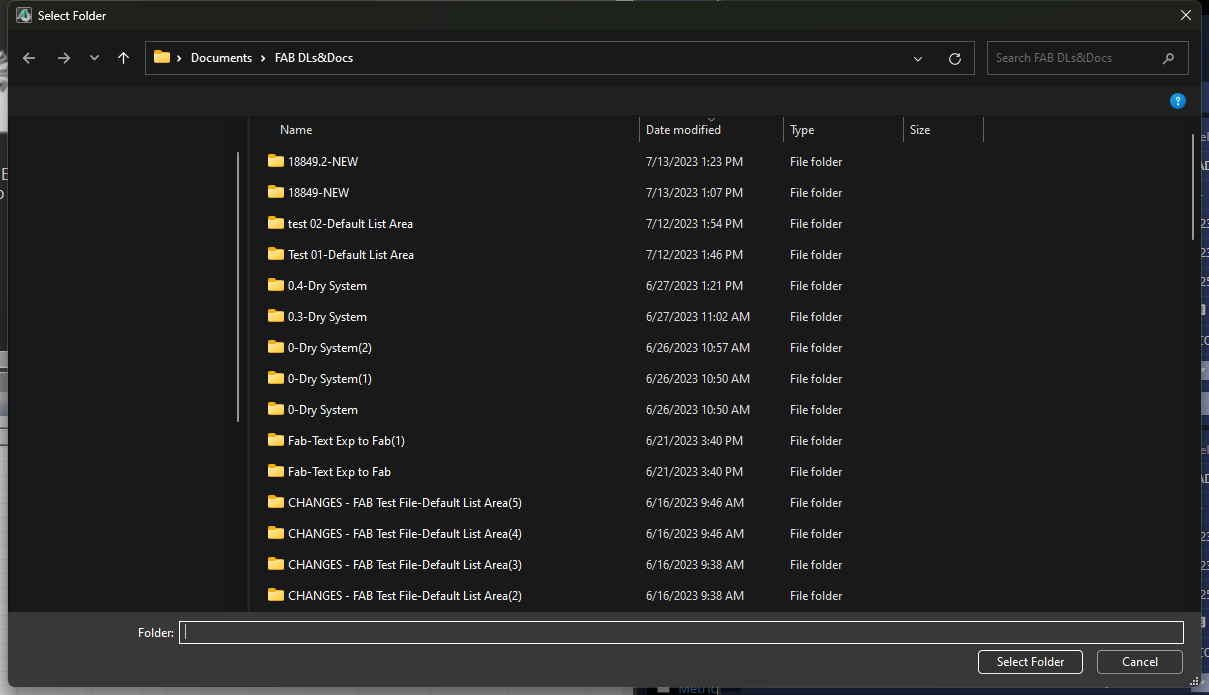 Select Folder
Documents FAB DLs&Docs
Search FAB DLs&Docs
Name Date modified Type Size
18849.2-NEW 7/13/2023 1:23 PM File folder
18849-NEW 7/13/2023 1:07 PM File folder
test 02-Default List Area 7/12/2023 1:54 PM File folder
Test 01-Default List Area 7/12/2023 1:46 PM File folder
0.4-Dry System 6/27/2023 1:21 PM File folder
0.3-Dry System 6/27/2023 11:02 AM File folder
0-Dry System(2) 6/26/2023 10:57 AM File folder
0-Dry System(1) 6/26/2023 10:50 AM File folder
0-Dry System 6/26/2023 10:50 AM File folder
Fab-Text Exp to Fab(1) 6/21/2023 3:40 PM File folder
Fab-Text Exp to Fab 6/21/2023 3:40 PM File folder
CHANGES - FAB Test File-Default List Area(5) 6/16/2023 9:46 AM File folder
CHANGES - FAB Test File-Default List Area(4) 6/16/2023 9:46 AM File folder
CHANGES - FAB Test File-Default List Area(3) 6/16/2023 9:38 AM File folder
CHANGES - FAB Test File-Default List Area(2) 6/16/2023 9:38 AM File folder
Folder:
Select Folder Cancel
Metric